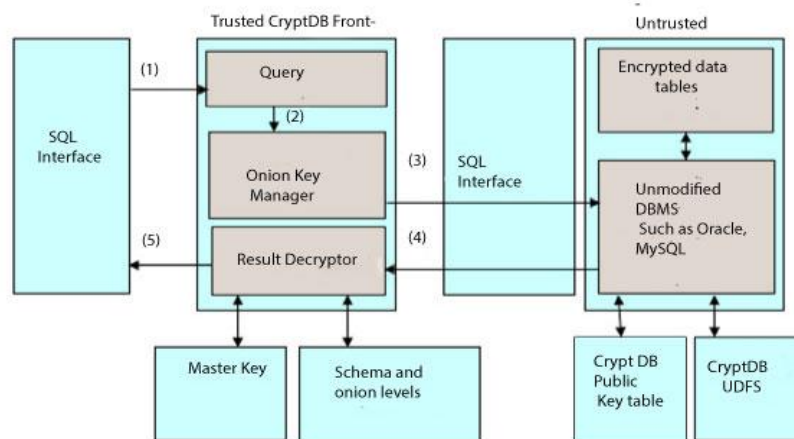 Trusted CryptDB Front-
Untrusted
(1)
Query
Encrypted data
tables
(2)
SQL
Interface
Onion Key
Manager
(3)
SQL
Interface
Unmodified
DBMS
Such as Oracle,
MySQL
(5)
Result Decryptor
(4)
Master Key
Schema and
onion levels
Crypt DB
Public
Key table
CryptDB
UDFS